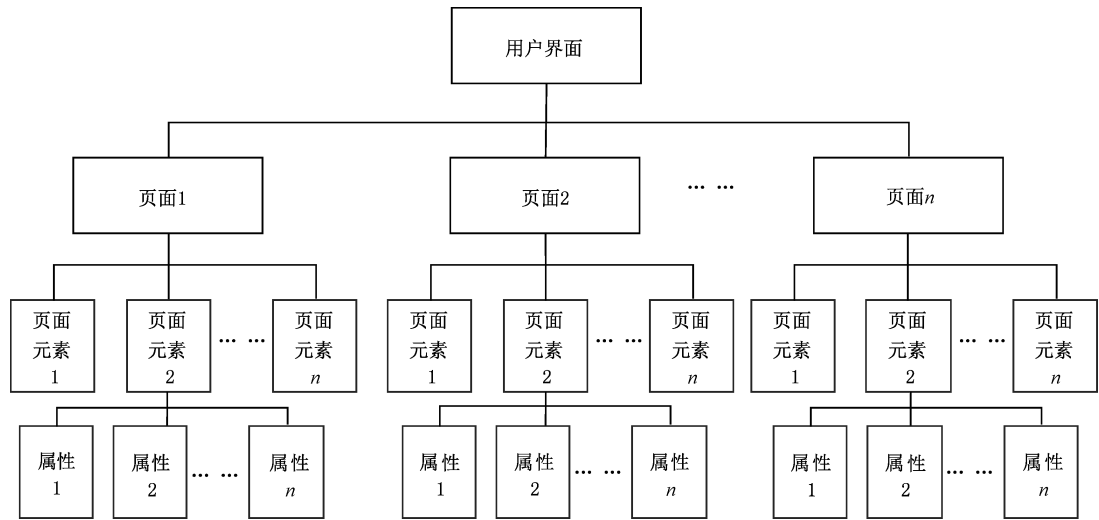 用户界面
页面1
页面2
… …
页面n
页面
元素
1
页面
元素
2
… …
页面
元素
n
页面
元素
1
页面
元素
2
… …
页面
元素
n
页面
元素
1
页面
元素
2
… …
页面
元素
n
属性
1
属性
2
… …
属性
n
属性
1
属性
2
… …
属性
n
属性
1
属性
2
… …
属性
n